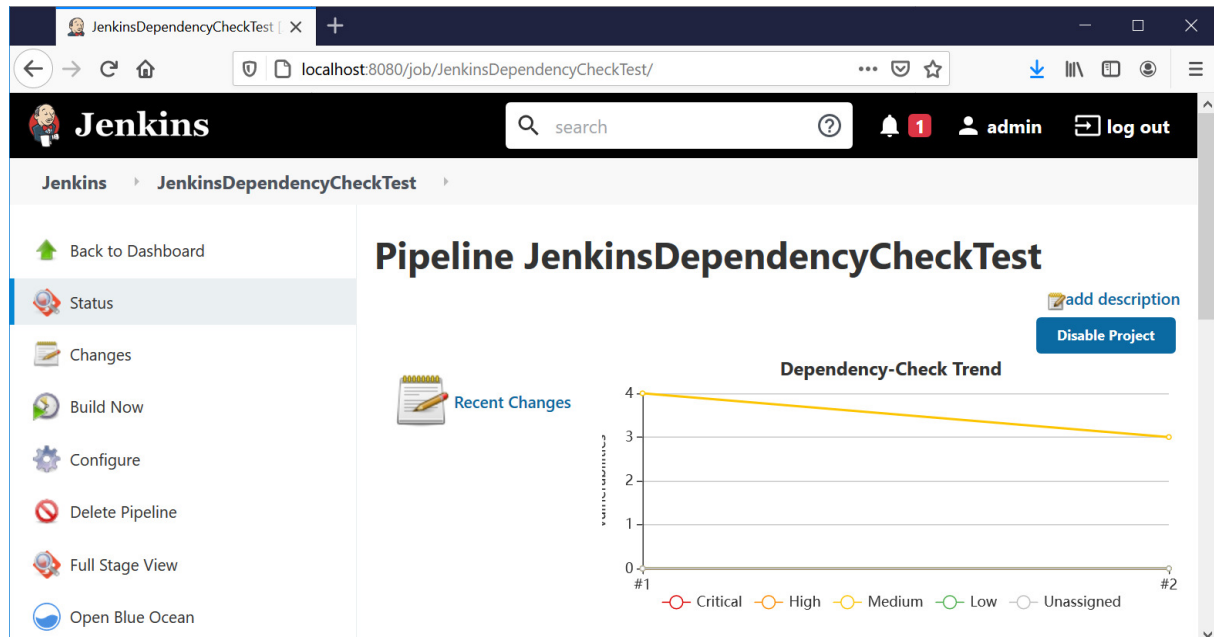 JenkinsDependencyCheckTest [
localhost:8080/job/JenkinsDependencyCheckTest/
Jenkins
search
1
admin
log out
Jenkins
JenkinsDependencyCheckTest
Back to Dashboard
Status
Changes
Build Now
Configure
Delete Pipeline
Full Stage View
Open Blue Ocean
Pipeline JenkinsDependencyCheckTest
add description
Disable Project
Recent Changes
Dependency-Check Trend
4
3
2
1
0
#1
#2
Critical High Medium Low Unassigned